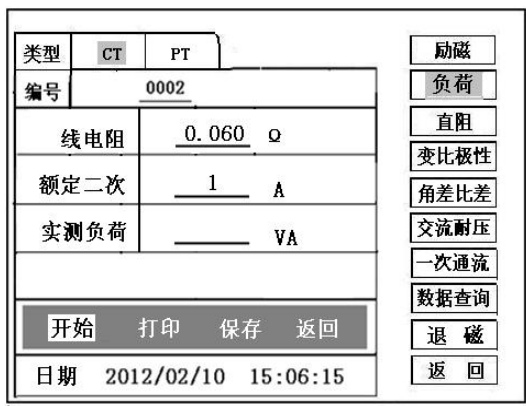 类型 CT PT
编号 0002
线电阻 0.060 Ω
额定二次 1 A
实测负荷 VA
开始 打印 保存 返回
日期 2012/02/10 15:06:15
励磁
负荷
直阻
变比极性
角差比差
交流耐压
一次通流
数据查询
退 磁
返 回